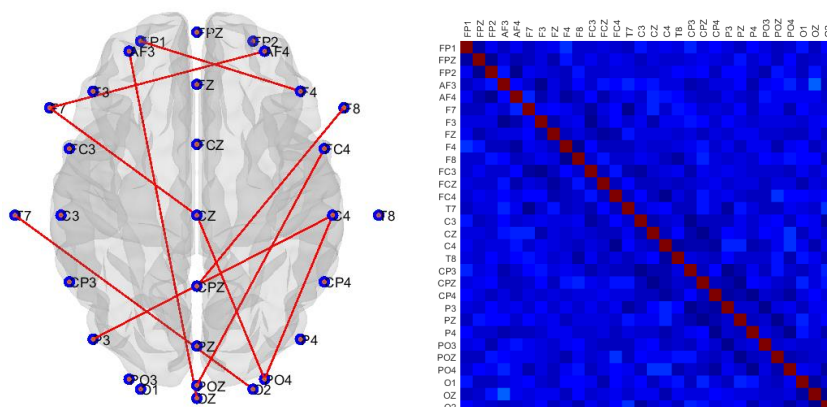 FPZ
FP1 FP2
AF3 AF4
FZ
F3 F4
F7 F8
FCZ
FC3 FC4
T7 C3 CZ C4 T8
CP3 CPZ CP4
P3 PZ P4
PO3 POZ PO4
O1 OZ O2
FP1 FPZ FP2 AF3 AF4 F7 F3 FZ F4 F8 FC3 FCZ FC4 T7 C3 CZ C4 T8 CP3 CPZ CP4 P3 PZ P4 PO3 POZ PO4 O1 OZ
FP1
FPZ
FP2
AF3
AF4
F7
F3
FZ
F4
F8
FC3
FCZ
FC4
T7
C3
CZ
C4
T8
CP3
CPZ
CP4
P3
PZ
P4
PO3
POZ
PO4
O1
OZ
O2